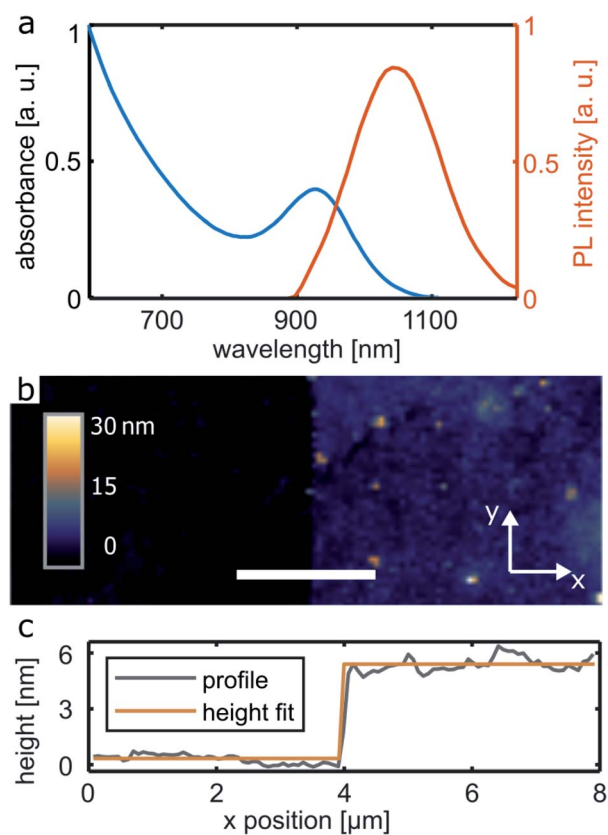 a
1
0.5
0
absorbance [a. u.]
1
0.5
0
PL intensity [a. u.]
700 900 1100
wavelength [nm]
b
30 nm
15
0
y
x
c
6
3
0
height [nm]
profile
height fit
0 2 4 6 8
x position [µm]